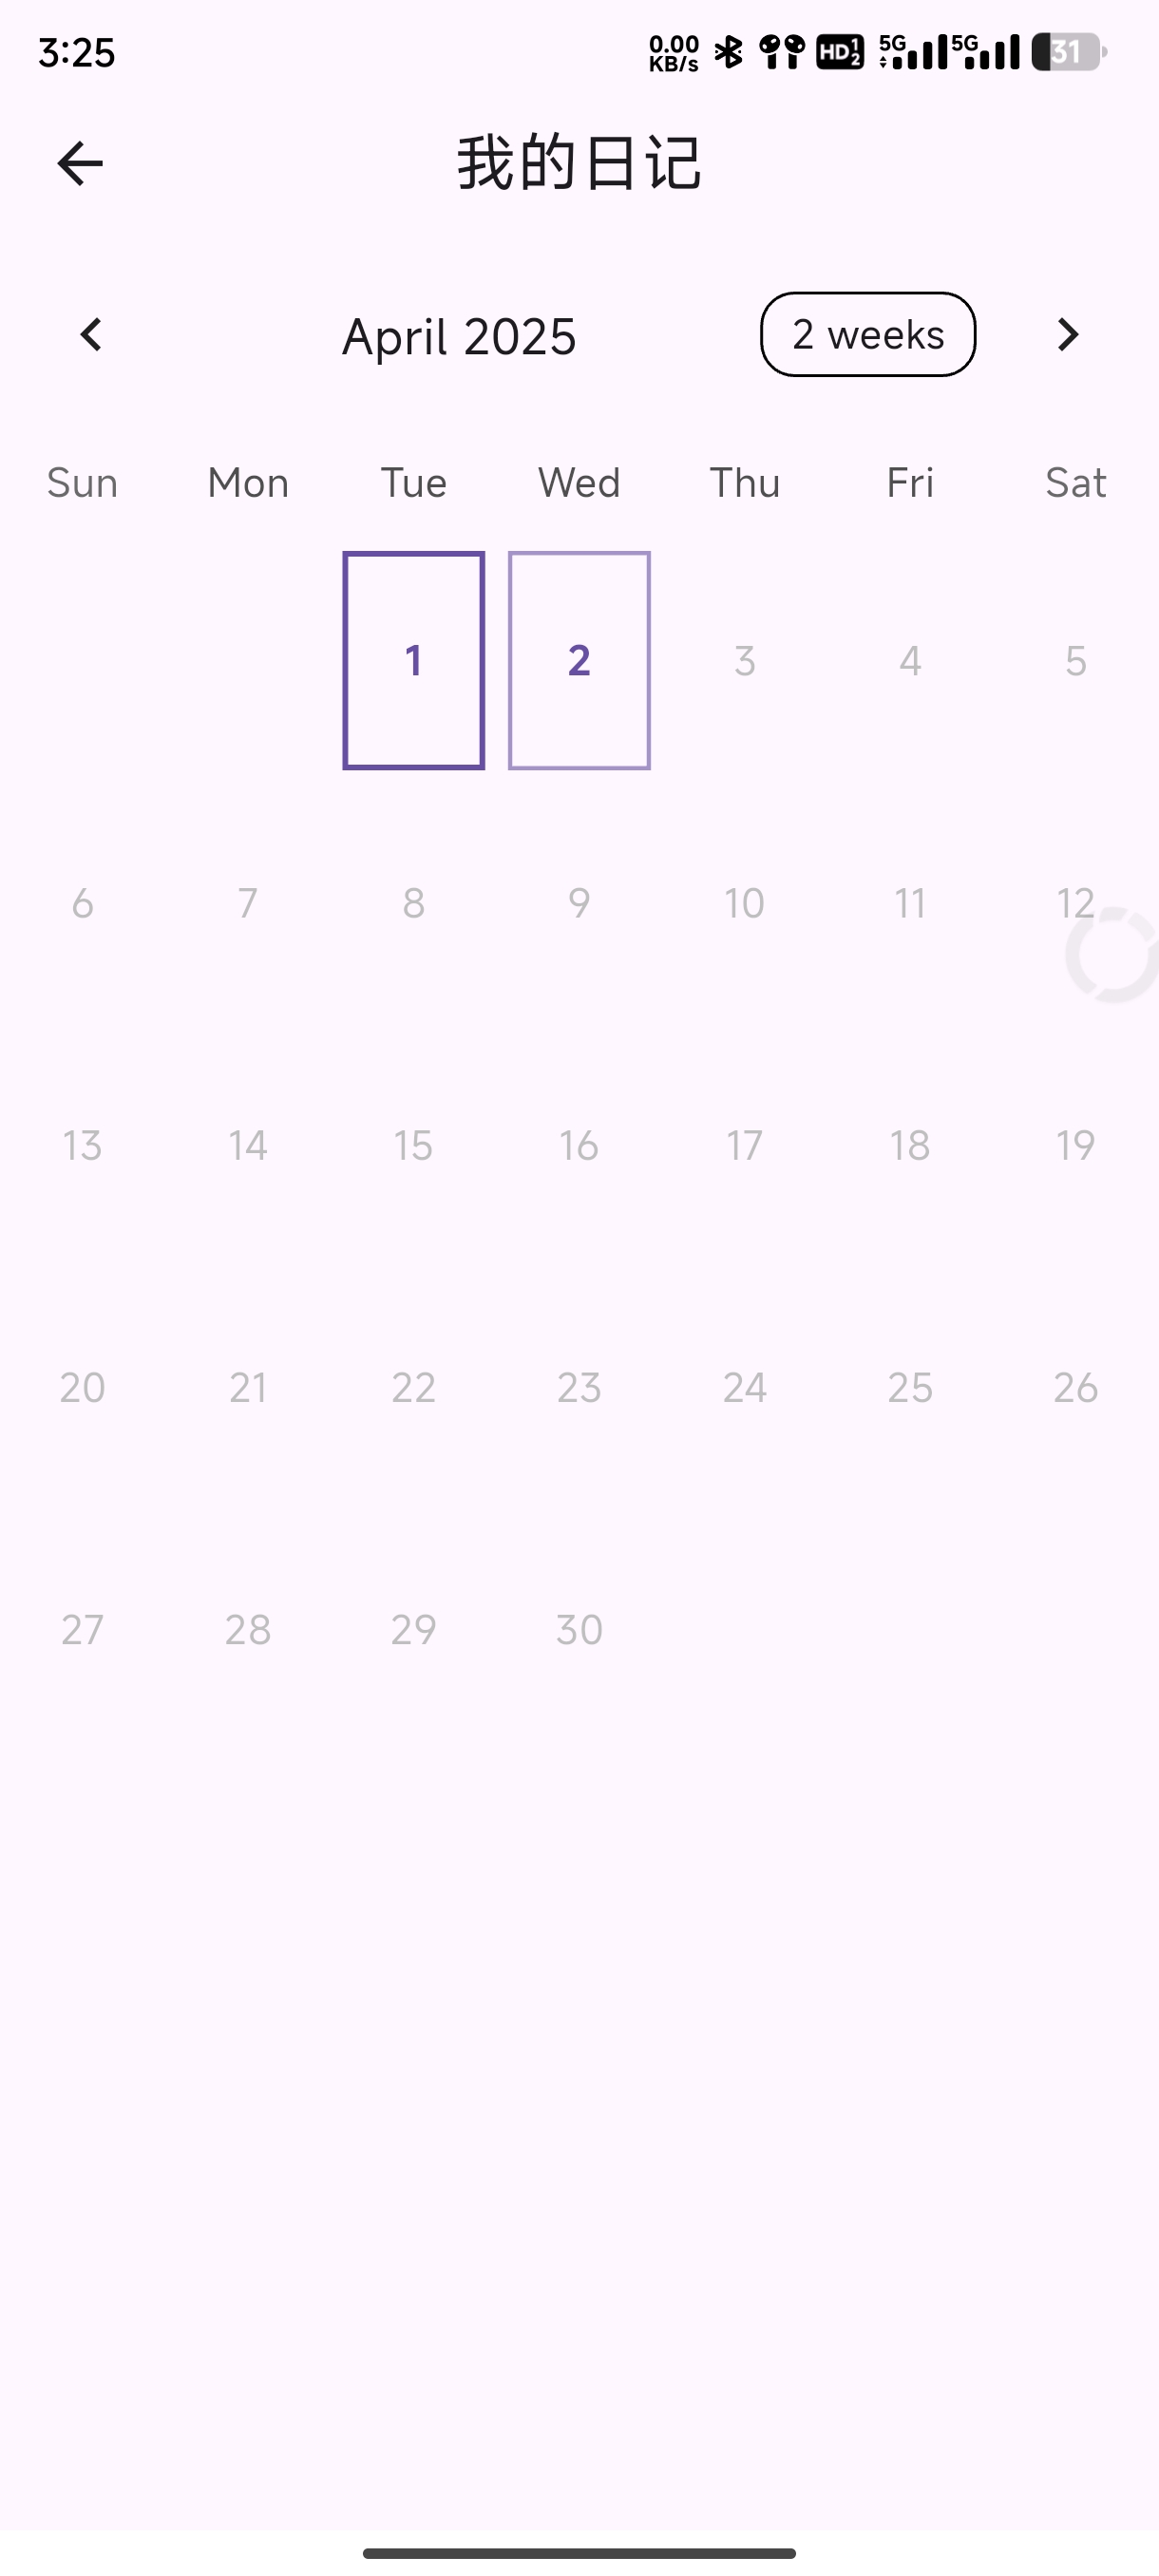 3:25 0.00 KB/s HD 1 2 5G 5G 31
我的日记
April 2025 2 weeks
Sun Mon Tue Wed Thu Fri Sat
1 2 3 4 5
6 7 8 9 10 11 12
13 14 15 16 17 18 19
20 21 22 23 24 25 26
27 28 29 30